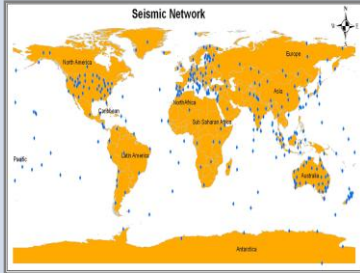 Seismic Network
N
W E
S
Europe
North America
Asia
Caribbean
North Africa
Sub Saharan Africa
Pacific
Latin America
Australia
Antarctica